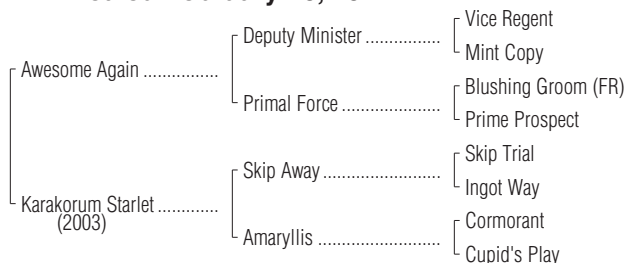 Deputy Minister ................
Vice Regent
Mint Copy
Awesome Again ................
Primal Force .....................
Blushing Groom (FR)
Prime Prospect
Skip Away .........................
Skip Trial
Ingot Way
Karakorum Starlet .............
(2003)
Amaryllis ..........................
Cormorant
Cupid's Play